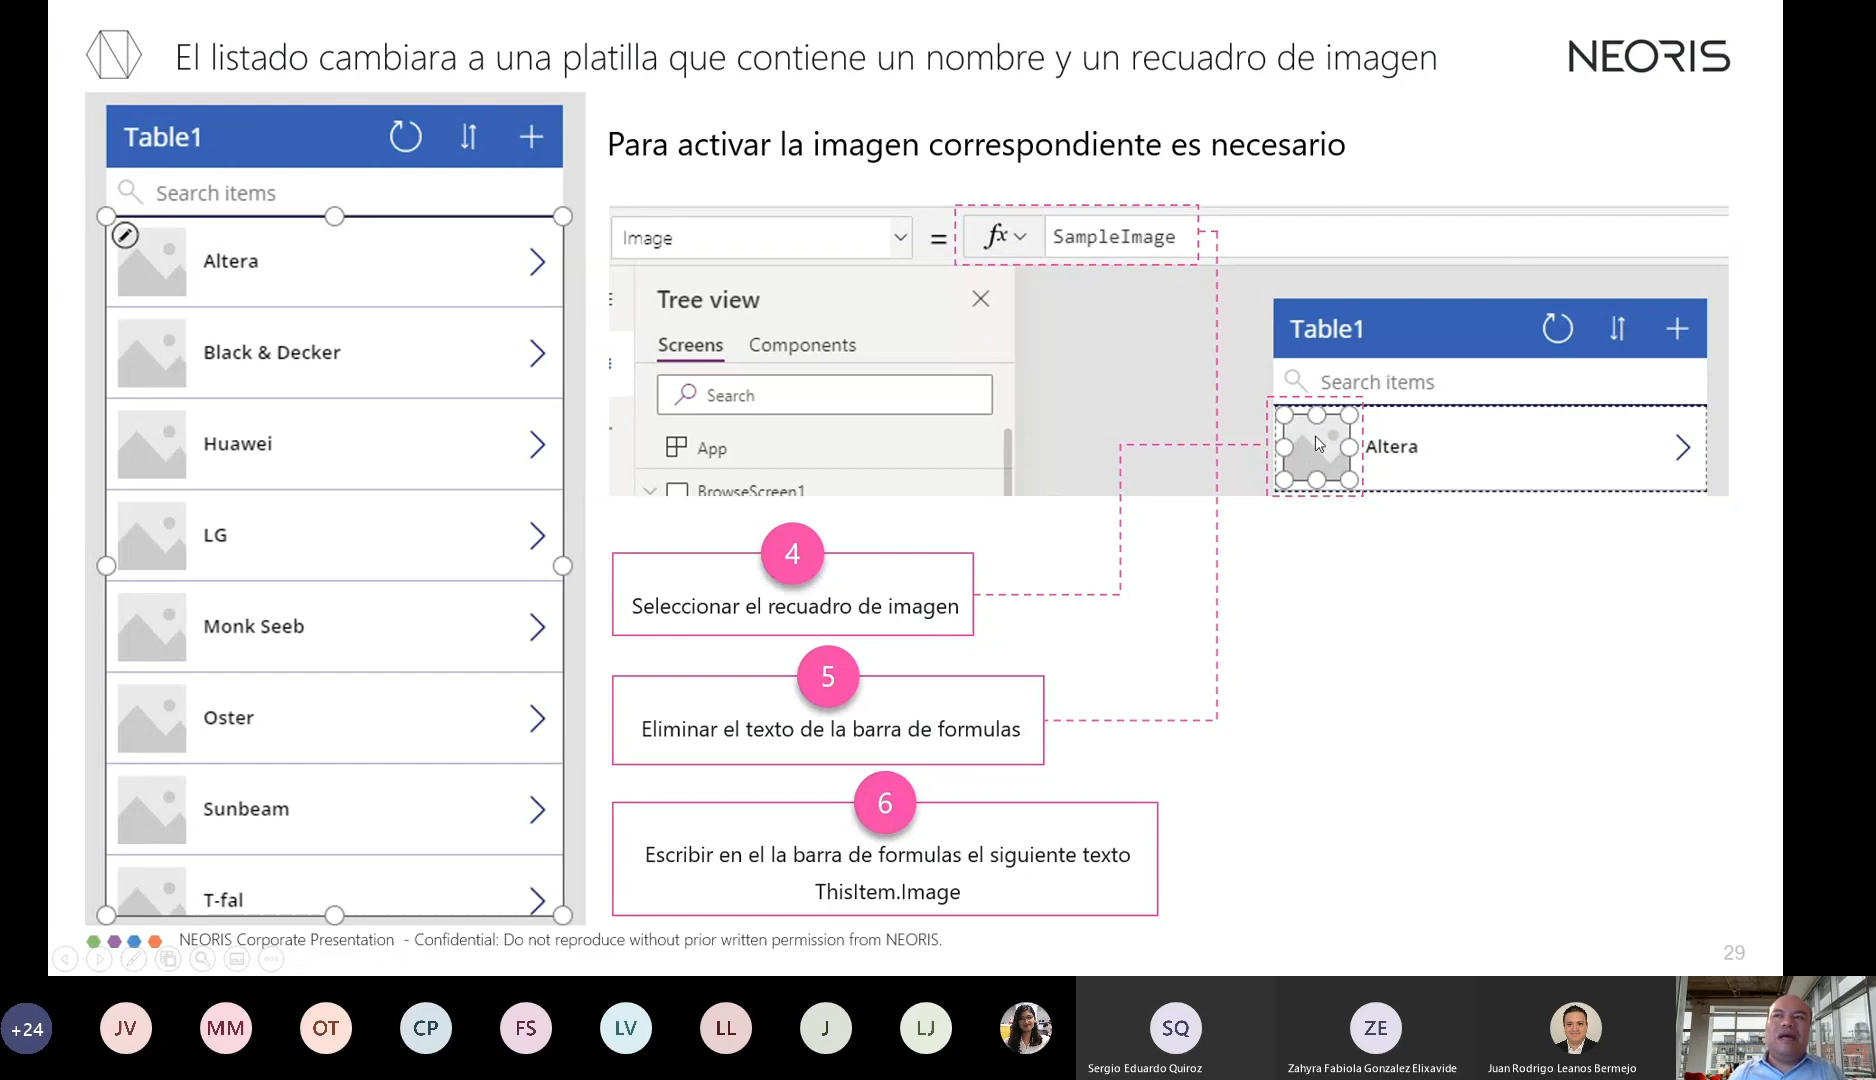 El listado cambiara a una platilla que contiene un nombre y un recuadro de imagen
NEORIS
Table1
Search items
Altera
Black & Decker
Huawei
LG
Monk Seeb
Oster
Sunbeam
T-fal
Para activar la imagen correspondiente es necesario
Image
=
fx
SampleImage
Tree view
Screens
Components
Search
App
BrowseScreen1
Table1
Search items
Altera
4
Seleccionar el recuadro de imagen
5
Eliminar el texto de la barra de formulas
6
Escribir en el la barra de formulas el siguiente texto
ThisItem.Image
NEORIS Corporate Presentation - Confidential: Do not reproduce without prior written permission from NEORIS.
29
+24
JV
MM
OT
CP
FS
LV
LL
J
LJ
SQ
Sergio Eduardo Quiroz
ZE
Zahyra Fabiola Gonzalez Elixavide
Juan Rodrigo Leanos Bermejo